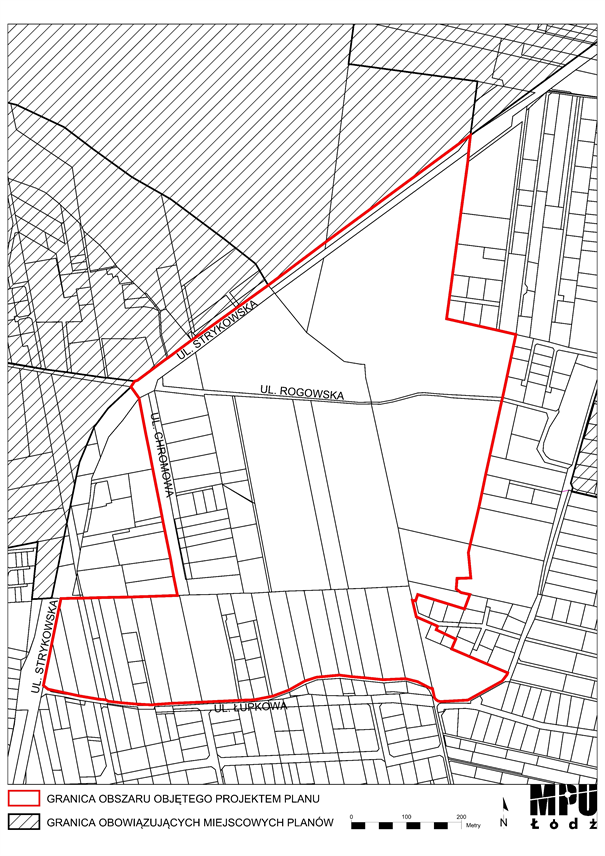 UL. STRYKOWSKA
UL. ROGOWSKA
UL. CHROMOWA
UL. STRYKOWSKA
UL. ŁUPKOWA
GRANICA OBSZARU OBJĘTEGO PROJEKTEM PLANU
GRANICA OBOWIĄZUJĄCYCH MIEJSCOWYCH PLANÓW
0 100 200
Metry
N
MPU
Łódź